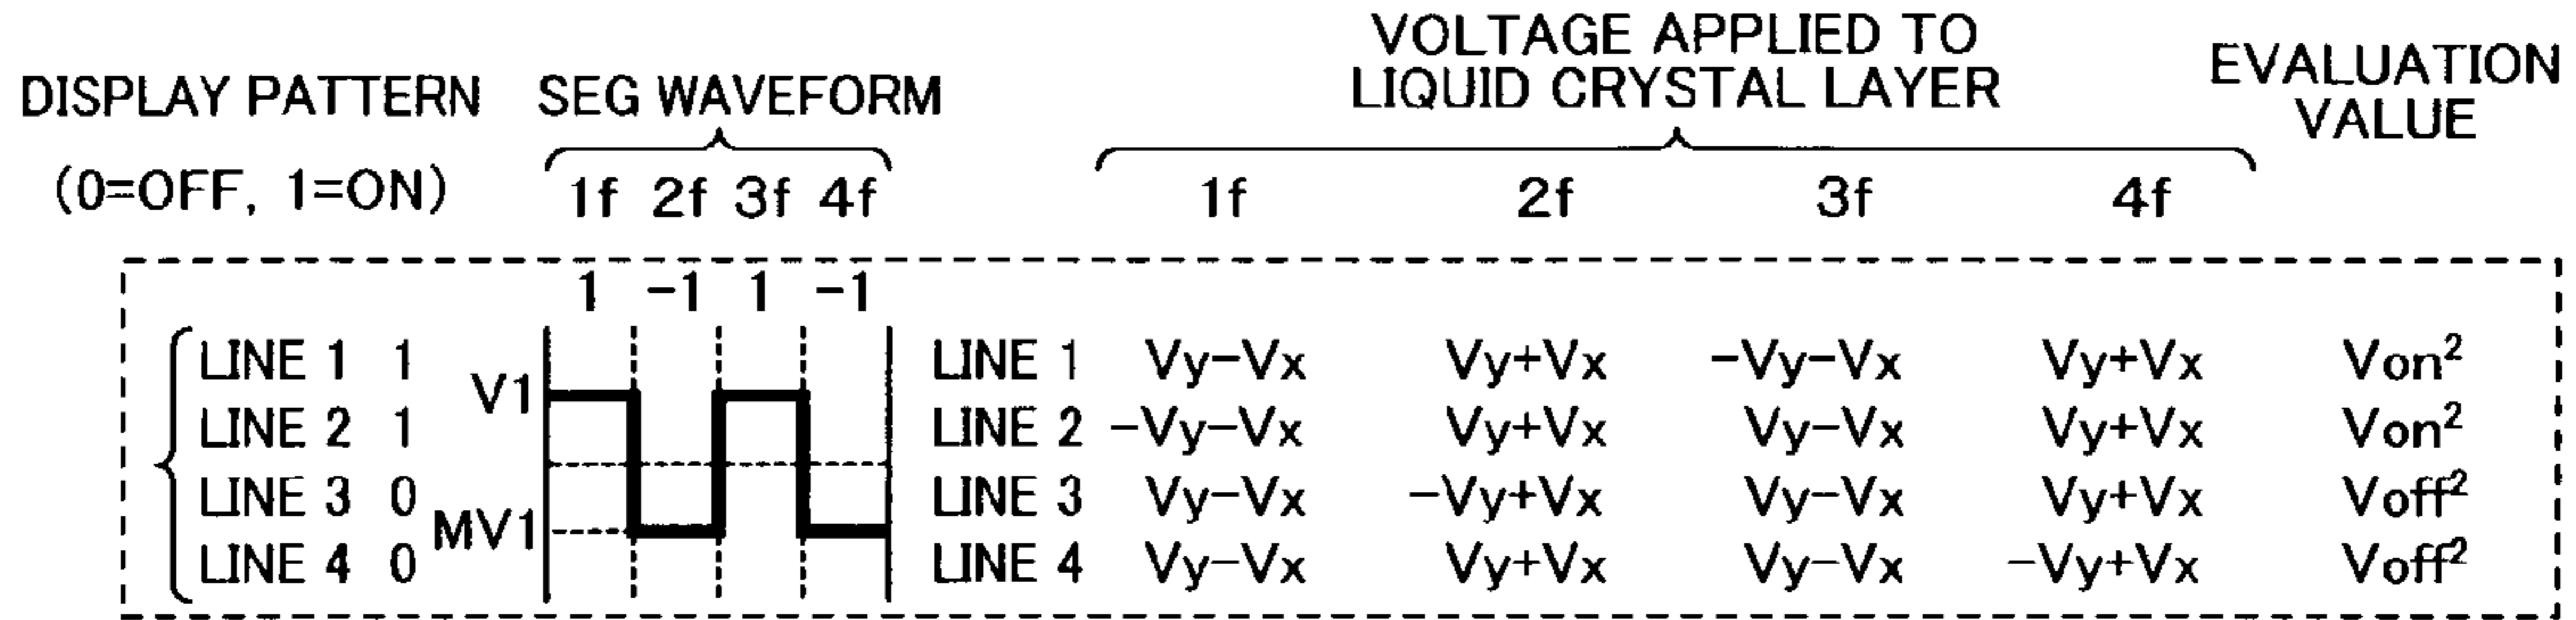 VOLTAGE APPLIED TO
LIQUID CRYSTAL LAYER
EVALUATION
VALUE
DISPLAY PATTERN
SEG WAVEFORM
(0=OFF, 1=ON)
1f 2f 3f 4f
1f 2f 3f 4f
1 -1 1 -1
LINE 1 1
LINE 2 1
LINE 3 0
LINE 4 0
V1
MV1
LINE 1 Vy-Vx Vy+Vx -Vy-Vx Vy+Vx Von²
LINE 2 -Vy-Vx Vy+Vx Vy-Vx Vy+Vx Von²
LINE 3 Vy-Vx -Vy+Vx Vy-Vx Vy+Vx Voff²
LINE 4 Vy-Vx Vy+Vx Vy-Vx -Vy+Vx Voff²